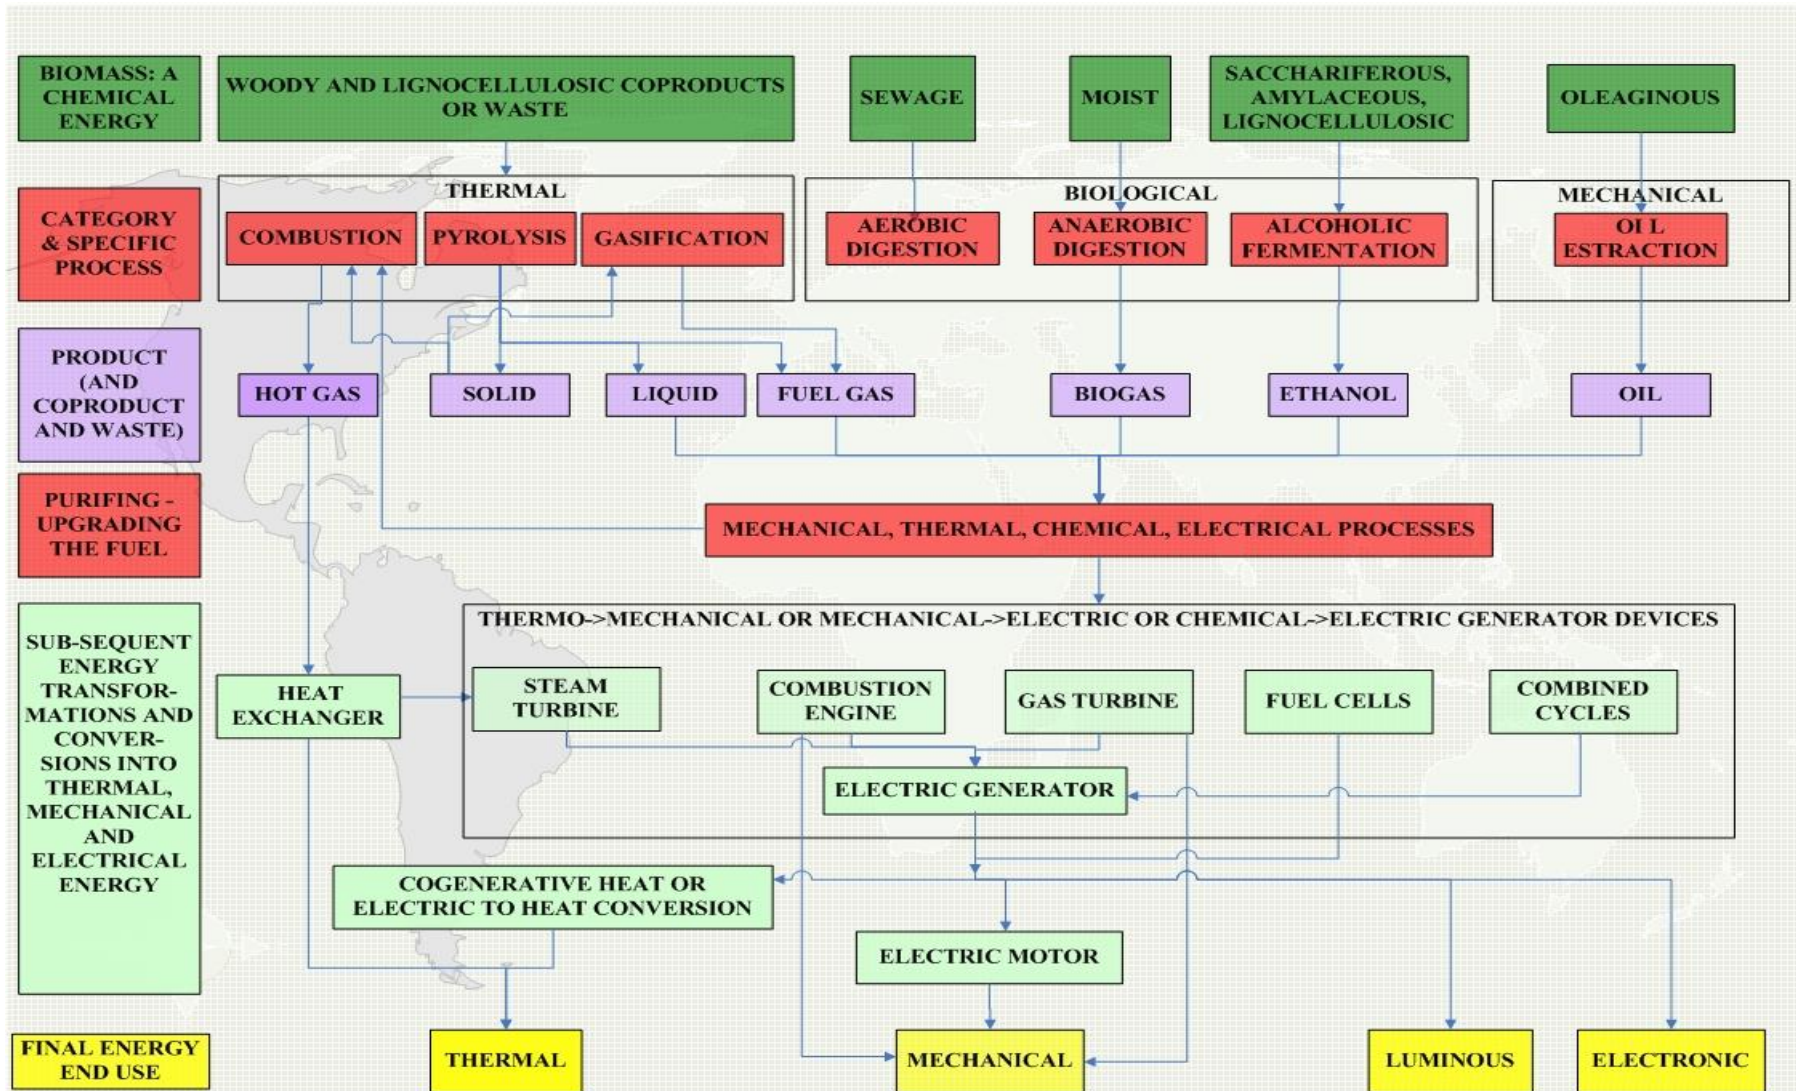 BIOMASS: A
CHEMICAL
ENERGY
WOODY AND LIGNOCELLULOSIC COPRODUCTS
OR WASTE
SEWAGE
MOIST
SACCHARIFEROUS,
AMYLACEOUS,
LIGNOCELLULOSIC
OLEAGINOUS
CATEGORY
& SPECIFIC
PROCESS
THERMAL
COMBUSTION
PYROLYSIS
GASIFICATION
BIOLOGICAL
AEROBIC
DIGESTION
ANAEROBIC
DIGESTION
ALCOHOLIC
FERMENTATION
MECHANICAL
OI L
ESTRACTION
PRODUCT
(AND
COPRODUCT
AND WASTE)
HOT GAS
SOLID
LIQUID
FUEL GAS
BIOGAS
ETHANOL
OIL
PURIFING -
UPGRADING
THE FUEL
MECHANICAL, THERMAL, CHEMICAL, ELECTRICAL PROCESSES
SUB-SEQUENT
ENERGY
TRANSFOR-
MATIONS AND
CONVER-
SIONS INTO
THERMAL,
MECHANICAL
AND
ELECTRICAL
ENERGY
THERMO->MECHANICAL OR MECHANICAL->ELECTRIC OR CHEMICAL->ELECTRIC GENERATOR DEVICES
HEAT
EXCHANGER
STEAM
TURBINE
COMBUSTION
ENGINE
GAS TURBINE
FUEL CELLS
COMBINED
CYCLES
ELECTRIC GENERATOR
COGENERATIVE HEAT OR
ELECTRIC TO HEAT CONVERSION
ELECTRIC MOTOR
FINAL ENERGY
END USE
THERMAL
MECHANICAL
LUMINOUS
ELECTRONIC